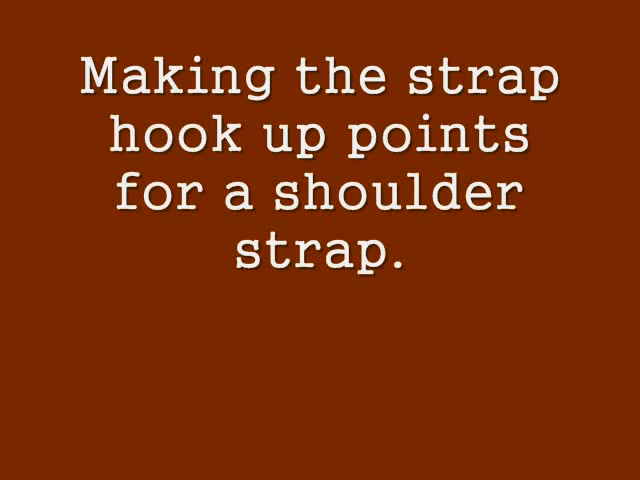 Making the strap
hook up points
for a shoulder
strap.